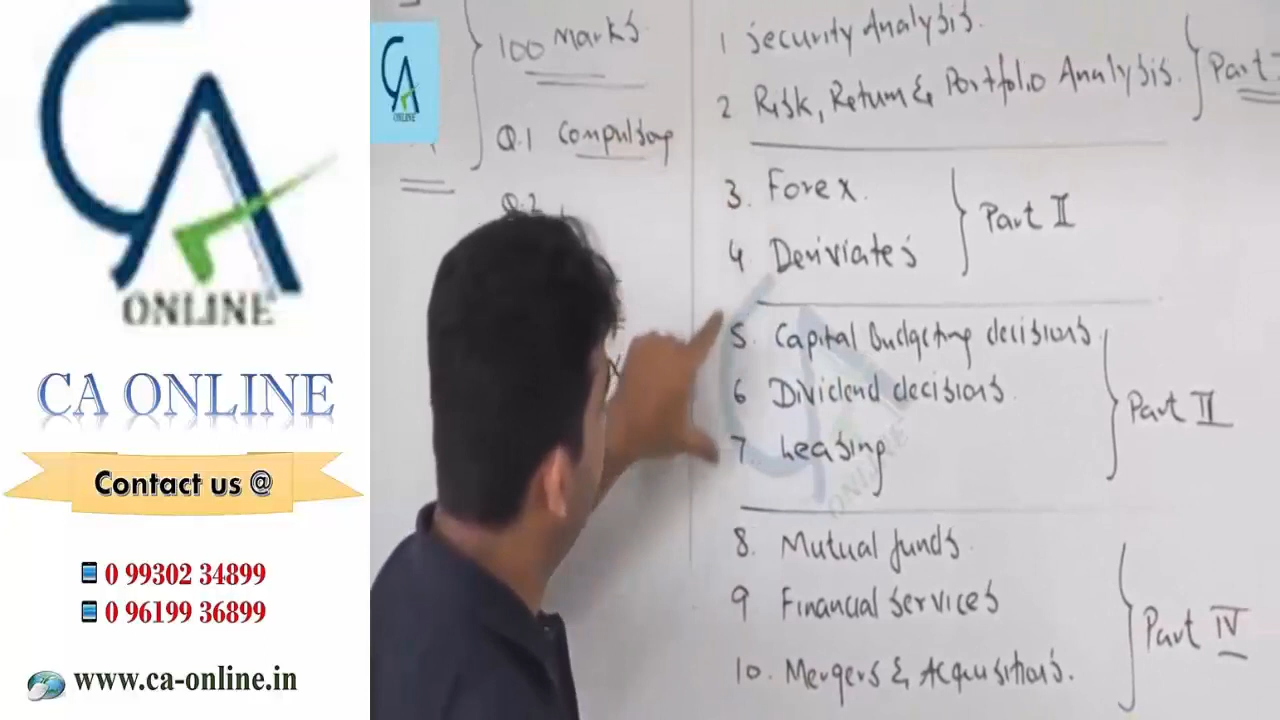 CA
ONLINE
CA ONLINE
Contact us @
0 99302 34899
0 96199 36899
www.ca-online.in
CA
ONLINE
100 Marks
Q.1 Compulsory
Q.2
1 Security Analysis.
2 Risk, Return & Portfolio Analysis.
Part
3. Forex.
4 Deriviates
Part II
5. Capital Budgeting decisions.
6 Dividend decisions.
7 Leasing
Part III
8. Mutual funds.
9 Financial services
10. Mergers & Acquisitions.
Part IV
ONLINE